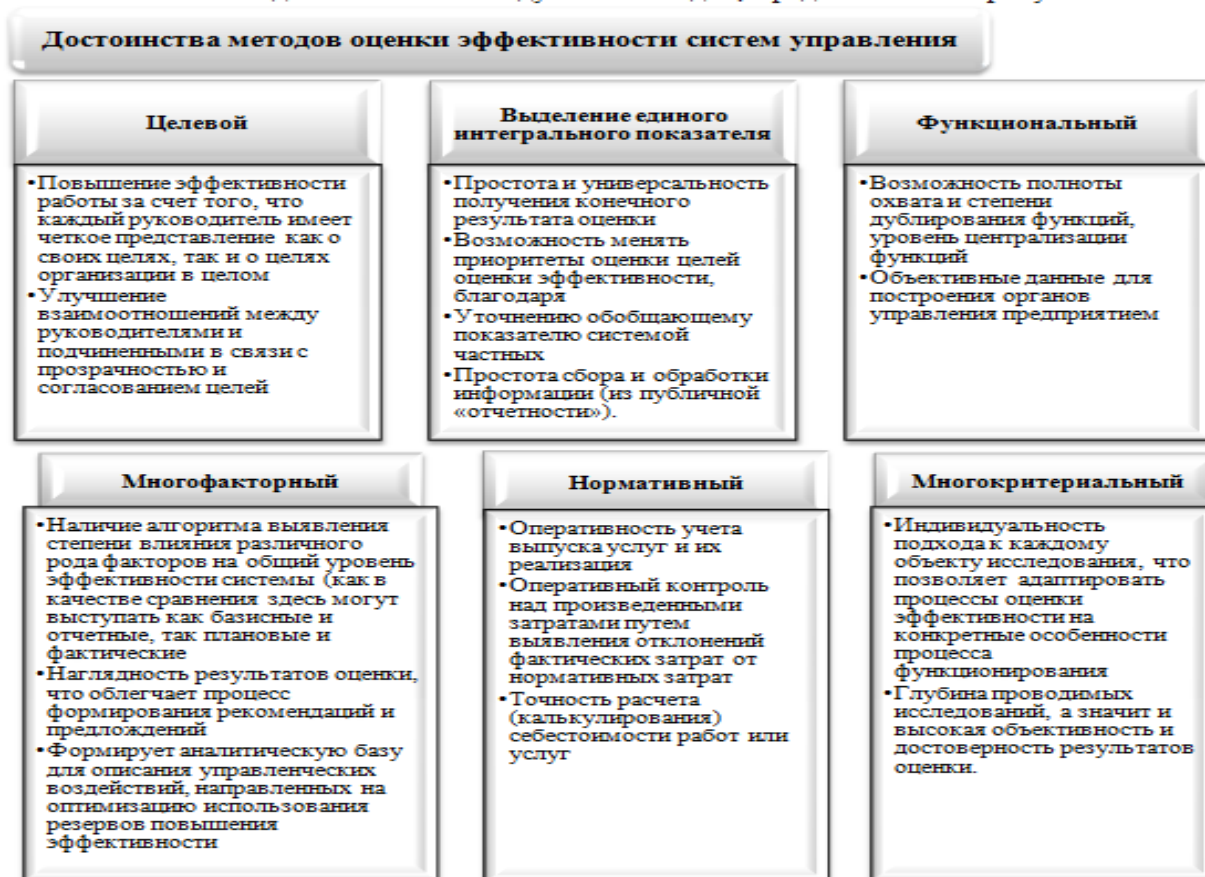 Достоинства методов оценки эффективности систем управления
Целевой
•Повышение эффективности
работы за счет того, что
каждый руководитель имеет
четкое представление как о
своих целях, так и о целях
организации в целом
•Улучшение
взаимоотношений между
руководителями и
подчиненными в связи с
прозрачностью и
согласованием целей
Выделение единого
интегрального показателя
•Простота и универсальность
получения конечного
результата оценки
•Возможность менять
приоритеты оценки целей
оценки эффективности,
благодаря
•Уточнению обобщающему
показателю системой
частных
•Простота сбора и обработки
информации (из публичной
«отчетности»).
Функциональный
•Возможность полноты
охвата и степени
дублирования функций,
уровень централизации
функций
•Объективные данные для
построения органов
управления предприятием
Многофакторный
•Наличие алгоритма выявления
степени влияния различного
рода факторов на общий уровень
эффективности системы (как в
качестве сравнения здесь могут
выступать как базисные и
отчетные, так плановые и
фактические
•Наглядность результатов оценки,
что облегчает процесс
формирования рекомендаций и
предложений
•Формирует аналитическую базу
для описания управленческих
воздействий, направленных на
оптимизацию использования
резервов повышения
эффективности
Нормативный
•Оперативность учета
выпуска услуг и их
реализация
•Оперативный контроль
над произведенными
затратами путем
выявления отклонений
фактических затрат от
нормативных затрат
•Точность расчета
(калькулирования)
себестоимости работ или
услуг
Многокритериальный
•Индивидуальность
подхода к каждому
объекту исследования, что
позволяет адаптировать
процессы оценки
эффективности на
конкретные особенности
процесса
функционирования
•Глубина проводимых
исследований, а значит и
высокая объективность и
достоверность результатов
оценки.